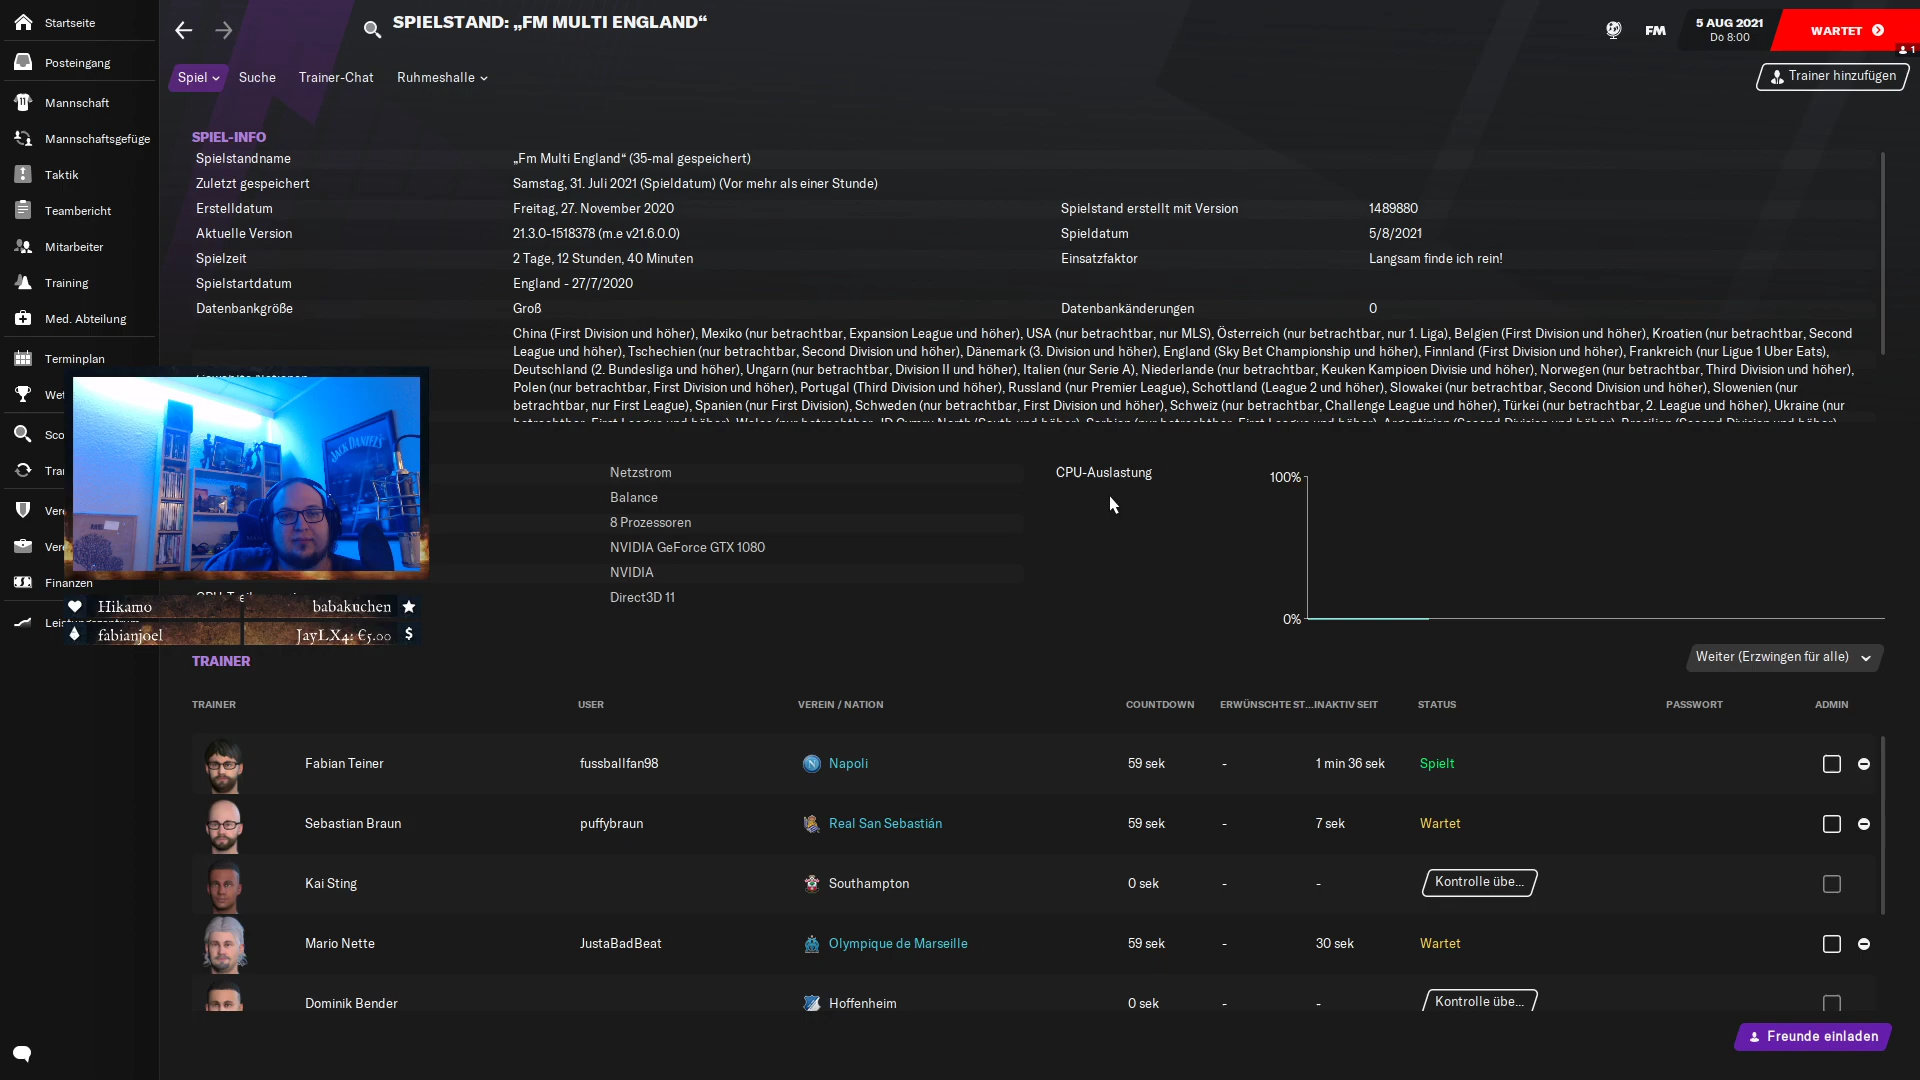 Startseite
Posteingang
Mannschaft
Mannschaftsgefüge
Taktik
Teambericht
Mitarbeiter
Training
Med. Abteilung
Terminplan
Finanzen
SPIELSTAND: „FM MULTI ENGLAND“
FM
5 AUG 2021
Do 8:00
WARTET
1
Spiel
Suche
Trainer-Chat
Ruhmeshalle
Trainer hinzufügen
SPIEL-INFO
Spielstandname
„Fm Multi England“ (35-mal gespeichert)
Zuletzt gespeichert
Samstag, 31. Juli 2021 (Spieldatum) (Vor mehr als einer Stunde)
Erstelldatum
Freitag, 27. November 2020
Spielstand erstellt mit Version
1489880
Aktuelle Version
21.3.0-1518378 (m.e v21.6.0.0)
Spieldatum
5/8/2021
Spielzeit
2 Tage, 12 Stunden, 40 Minuten
Einsatzfaktor
Langsam finde ich rein!
Spielstartdatum
England - 27/7/2020
Datenbankgröße
Groß
Datenbankänderungen
0
China (First Division und höher), Mexiko (nur betrachtbar, Expansion League und höher), USA (nur betrachtbar, nur MLS), Österreich (nur betrachtbar, nur 1. Liga), Belgien (First Division und höher), Kroatien (nur betrachtbar, Second
League und höher), Tschechien (nur betrachtbar, Second Division und höher), Dänemark (3. Division und höher), England (Sky Bet Championship und höher), Finnland (First Division und höher), Frankreich (nur Ligue 1 Uber Eats),
Deutschland (2. Bundesliga und höher), Ungarn (nur betrachtbar, Division II und höher), Italien (nur Serie A), Niederlande (nur betrachtbar, Keuken Kampioen Divisie und höher), Norwegen (nur betrachtbar, Third Division und höher),
Polen (nur betrachtbar, First Division und höher), Portugal (Third Division und höher), Russland (nur Premier League), Schottland (League 2 und höher), Slowakei (nur betrachtbar, Second Division und höher), Slowenien (nur
betrachtbar, nur First League), Spanien (nur First Division), Schweden (nur betrachtbar, First Division und höher), Schweiz (nur betrachtbar, Challenge League und höher), Türkei (nur betrachtbar, 2. League und höher), Ukraine (nur
JACK DANIEL'S
Netzstrom
Balance
8 Prozessoren
NVIDIA GeForce GTX 1080
NVIDIA
Direct3D 11
CPU-Auslastung
100%
0%
Hikamo
babakuchen
fabianjoel
JayLX4: €5.00
TRAINER
Weiter (Erzwingen für alle)
TRAINER
USER
VEREIN / NATION
COUNTDOWN
ERWÜNSCHTE ST...
INAKTIV SEIT
STATUS
PASSWORT
ADMIN
Fabian Teiner
fussballfan98
Napoli
59 sek
-
1 min 36 sek
Spielt
Sebastian Braun
puffybraun
Real San Sebastián
59 sek
-
7 sek
Wartet
Kai Sting
Southampton
0 sek
-
-
Kontrolle übe...
Mario Nette
JustaBadBeat
Olympique de Marseille
59 sek
-
30 sek
Wartet
Dominik Bender
Hoffenheim
0 sek
-
-
Kontrolle übe...
Freunde einladen